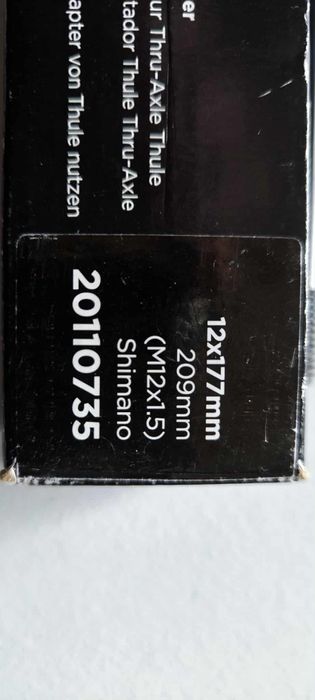 er
ur Thru-Axle Thule
tador Thule Thru-Axle
apter von Thule nutzen
12x177mm
209mm
(M12x1.5)
Shimano
20110735